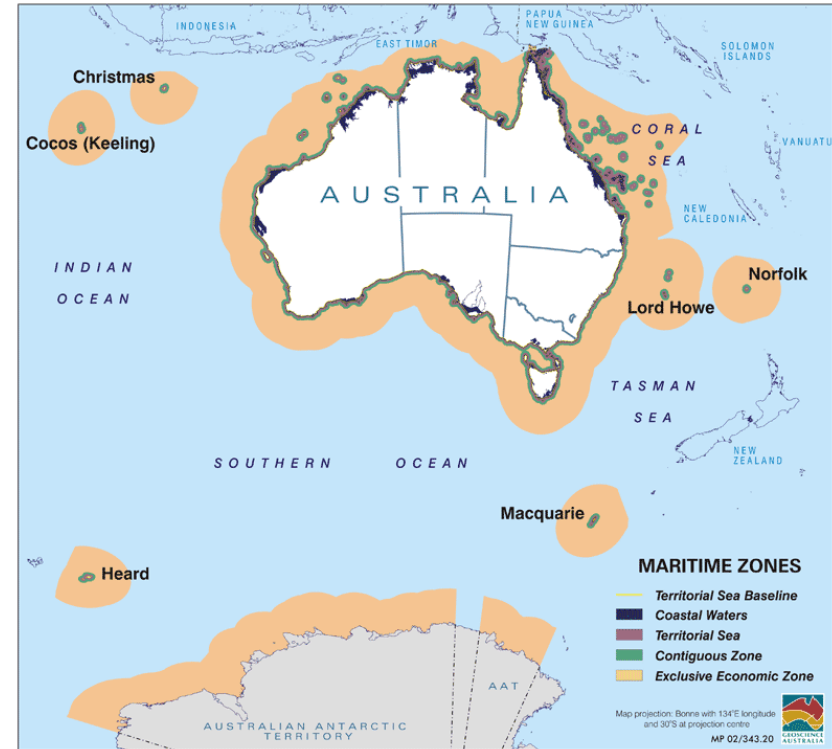 INDONESIA
PAPUA
NEW GUINEA
EAST TIMOR
SOLOMON
ISLANDS
Christmas
Cocos (Keeling)
CORAL
SEA
VANUATU
AUSTRALIA
NEW
CALEDONIA
INDIAN
OCEAN
Norfolk
Lord Howe
TASMAN
SEA
NEW
ZEALAND
SOUTHERN OCEAN
Macquarie
Heard
MARITIME ZONES
Territorial Sea Baseline
Coastal Waters
Territorial Sea
Contiguous Zone
Exclusive Economic Zone
AAT
AUSTRALIAN ANTARCTIC
TERRITORY
Map projection: Bonne with 134°E longitude
and 30°S at projection centre
MP 02/343.20
GEOSCIENCE
AUSTRALIA